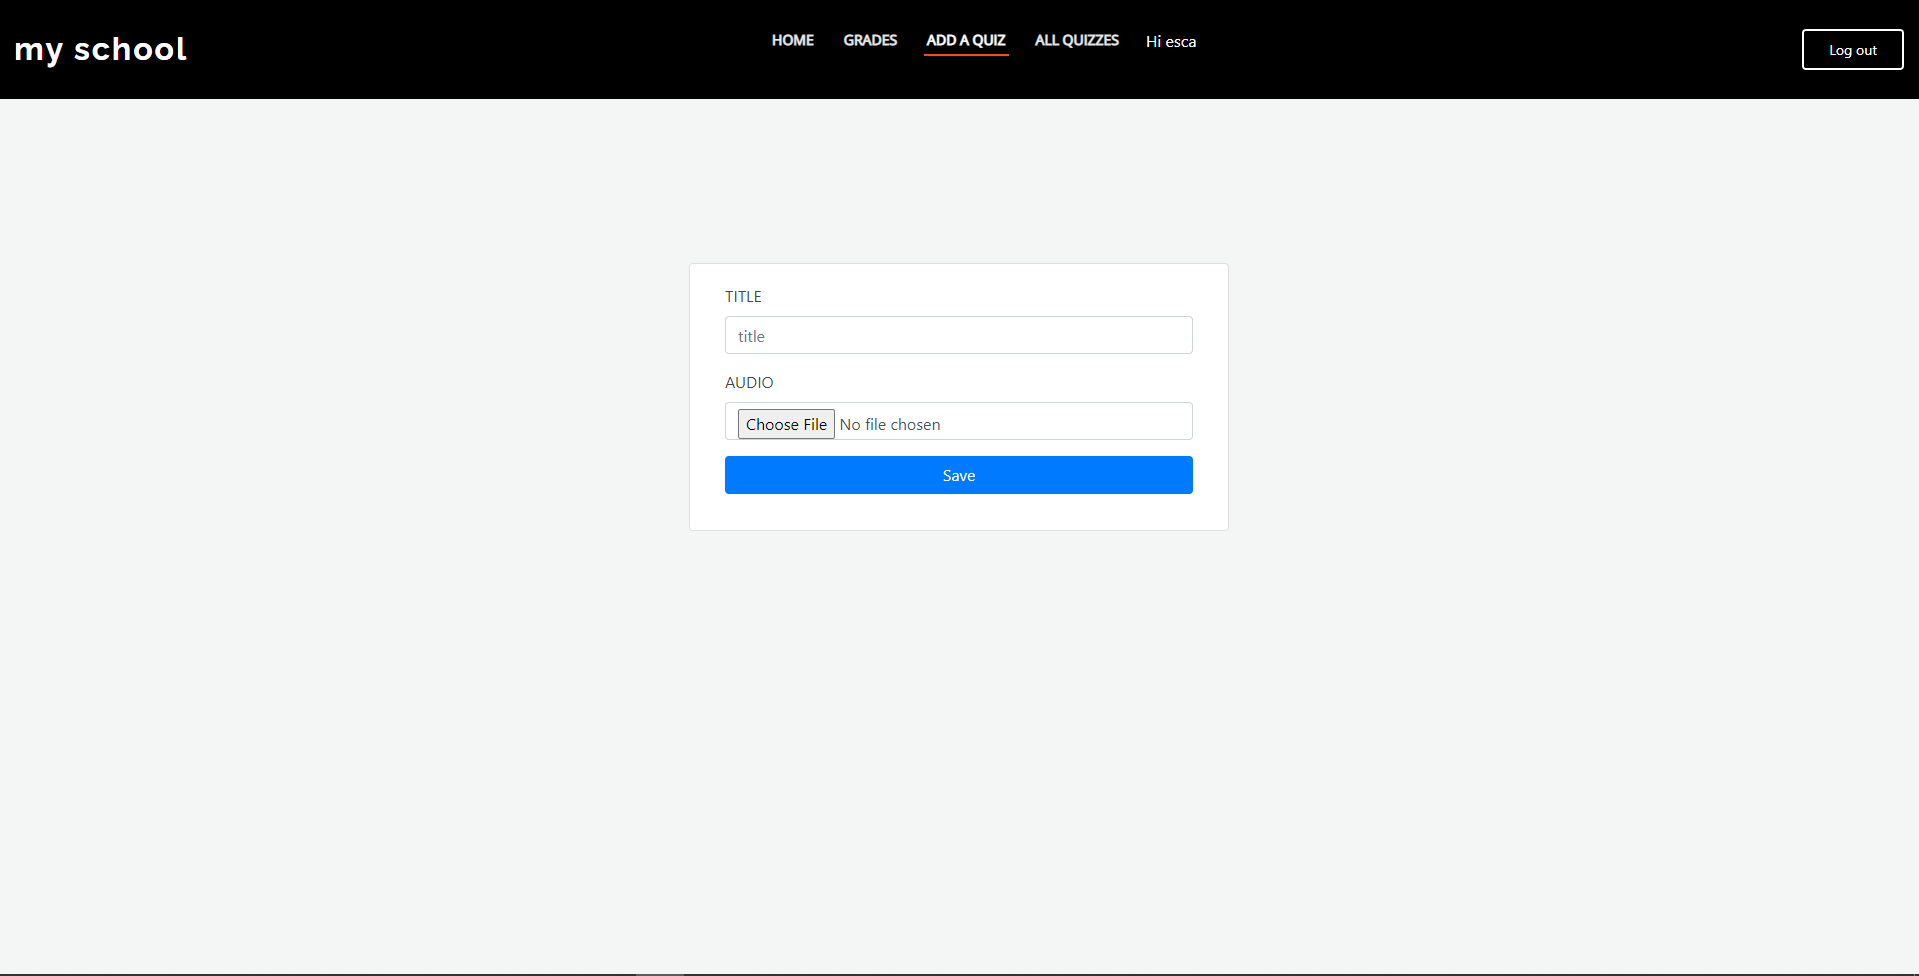 my school
HOME GRADES ADD A QUIZ ALL QUIZZES Hi esca
Log out
TITLE
title
AUDIO
Choose File No file chosen
Save